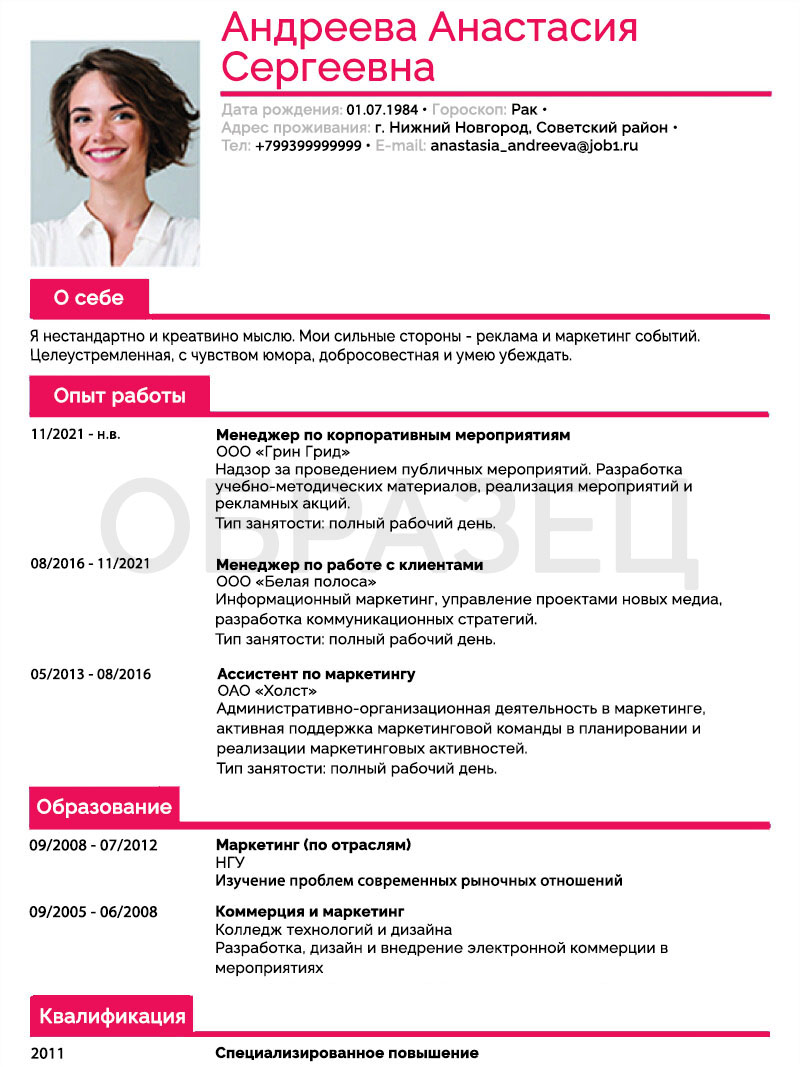 Андреева Анастасия
Сергеевна
Дата рождения: 01.07.1984 • Гороскоп: Рак •
Адрес проживания: г. Нижний Новгород, Советский район •
Тел: +799399999999 • E-mail: anastasia_andreeva@job1.ru
О себе
Я нестандартно и креатвино мыслю. Мои сильные стороны - реклама и маркетинг событий.
Целеустремленная, с чувством юмора, добросовестная и умею убеждать.
Опыт работы
11/2021 - н.в.
Менеджер по корпоративным мероприятиям
ООО «Грин Грид»
Надзор за проведением публичных мероприятий. Разработка
учебно-методических материалов, реализация мероприятий и
рекламных акций.
Тип занятости: полный рабочий день.
ОБРАЗЕЦ
08/2016 - 11/2021
Менеджер по работе с клиентами
ООО «Белая полоса»
Информационный маркетинг, управление проектами новых медиа,
разработка коммуникационных стратегий.
Тип занятости: полный рабочий день.
05/2013 - 08/2016
Ассистент по маркетингу
ОАО «Холст»
Административно-организационная деятельность в маркетинге,
активная поддержка маркетинговой команды в планировании и
реализации маркетинговых активностей.
Тип занятости: полный рабочий день.
Образование
09/2008 - 07/2012
Маркетинг (по отраслям)
НГУ
Изучение проблем современных рыночных отношений
09/2005 - 06/2008
Коммерция и маркетинг
Колледж технологий и дизайна
Разработка, дизайн и внедрение электронной коммерции в
мероприятиях
Квалификация
2011
Специализированное повышение